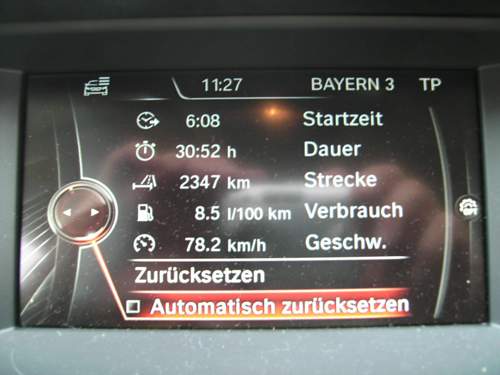 11:27 BAYERN 3 TP
6:08 Startzeit
30:52 h Dauer
2347 km Strecke
8.5 l/100 km Verbrauch
78.2 km/h Geschw.
Zurücksetzen
Automatisch zurücksetzen